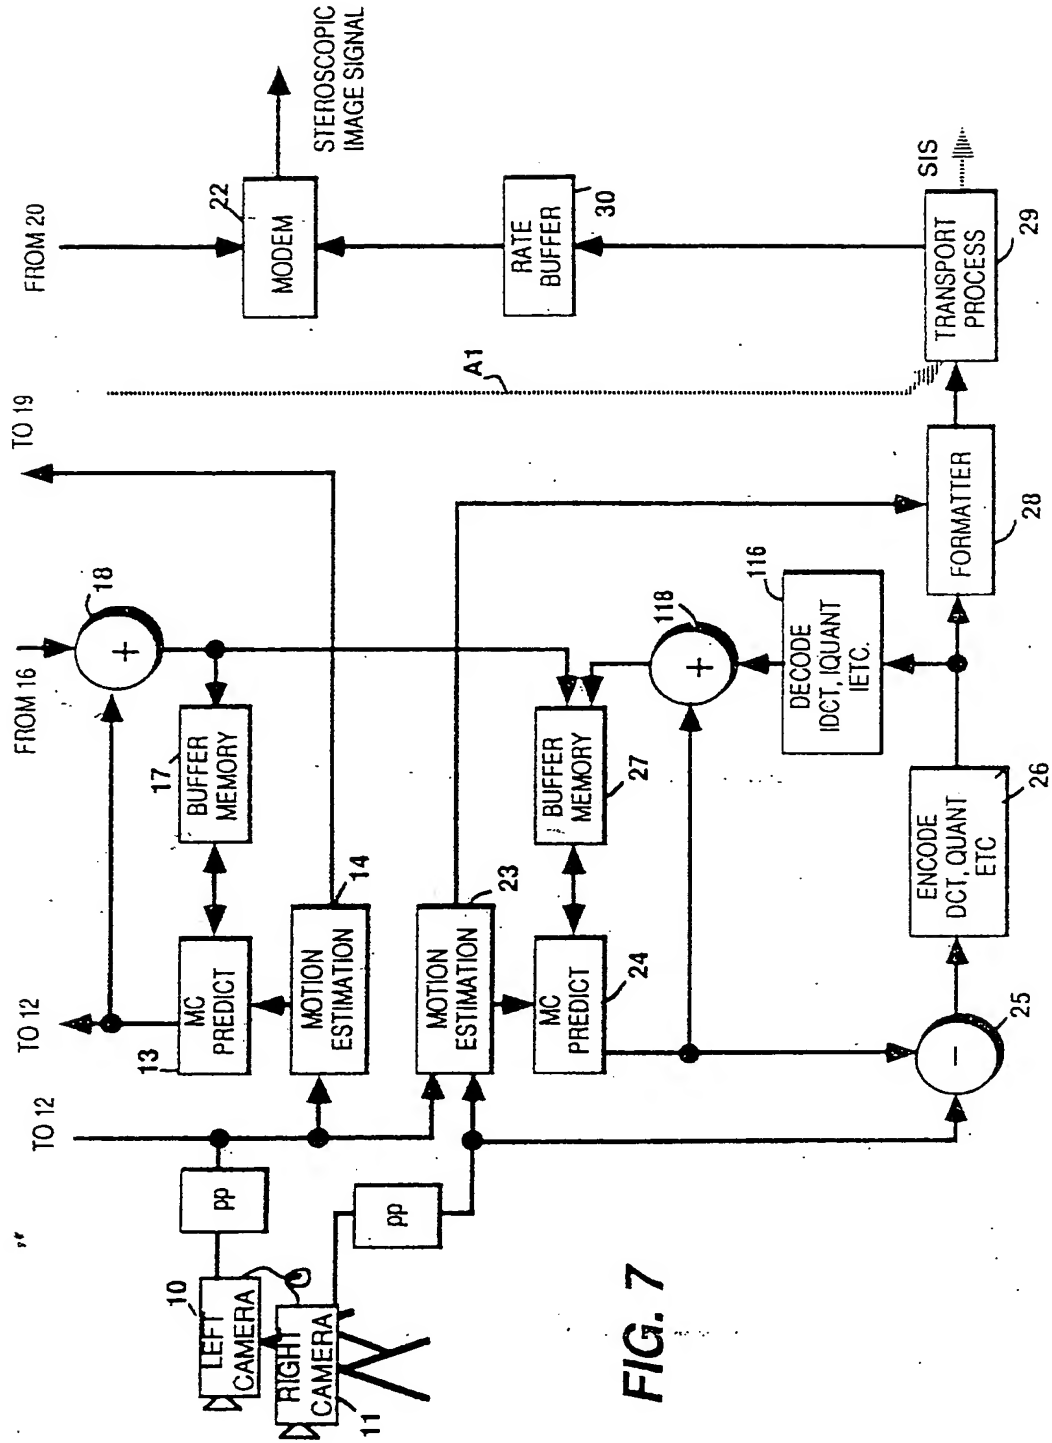 TO 12
TO 12
FROM 16
TO 19
FROM 20
10
LEFT
CAMERA
RIGHT
CAMERA
11
PP
PP
13
MC
PREDICT
17
BUFFER
MEMORY
18
+
14
MOTION
ESTIMATION
23
MOTION
ESTIMATION
MC
PREDICT
24
BUFFER
MEMORY
27
118
+
116
DECODE
IDCT, IQUANT
IETC.
-
25
ENCODE
DCT, QUANT
ETC
26
FORMATTER
28
A1
TRANSPORT
PROCESS
29
SIS
RATE
BUFFER
30
22
MODEM
STEROSCOPIC
IMAGE SIGNAL
FIG. 7